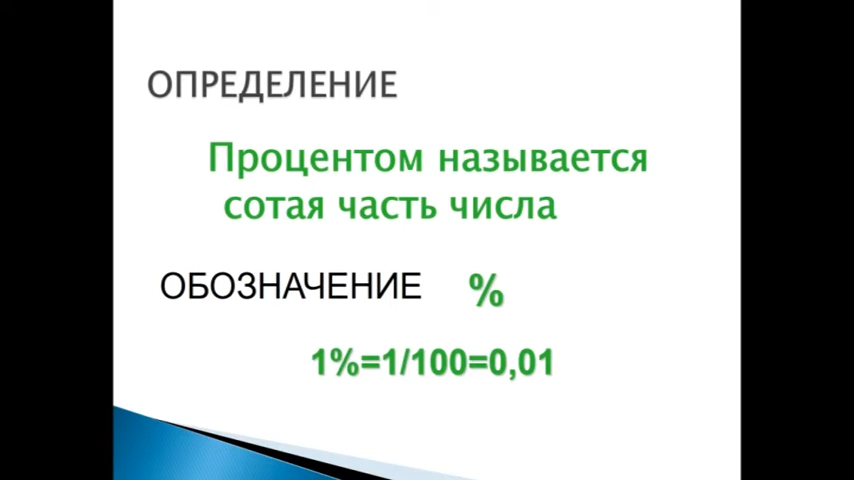 ОПРЕДЕЛЕНИЕ
Процентом называется
сотая часть числа
ОБОЗНАЧЕНИЕ %
1%=1/100=0,01